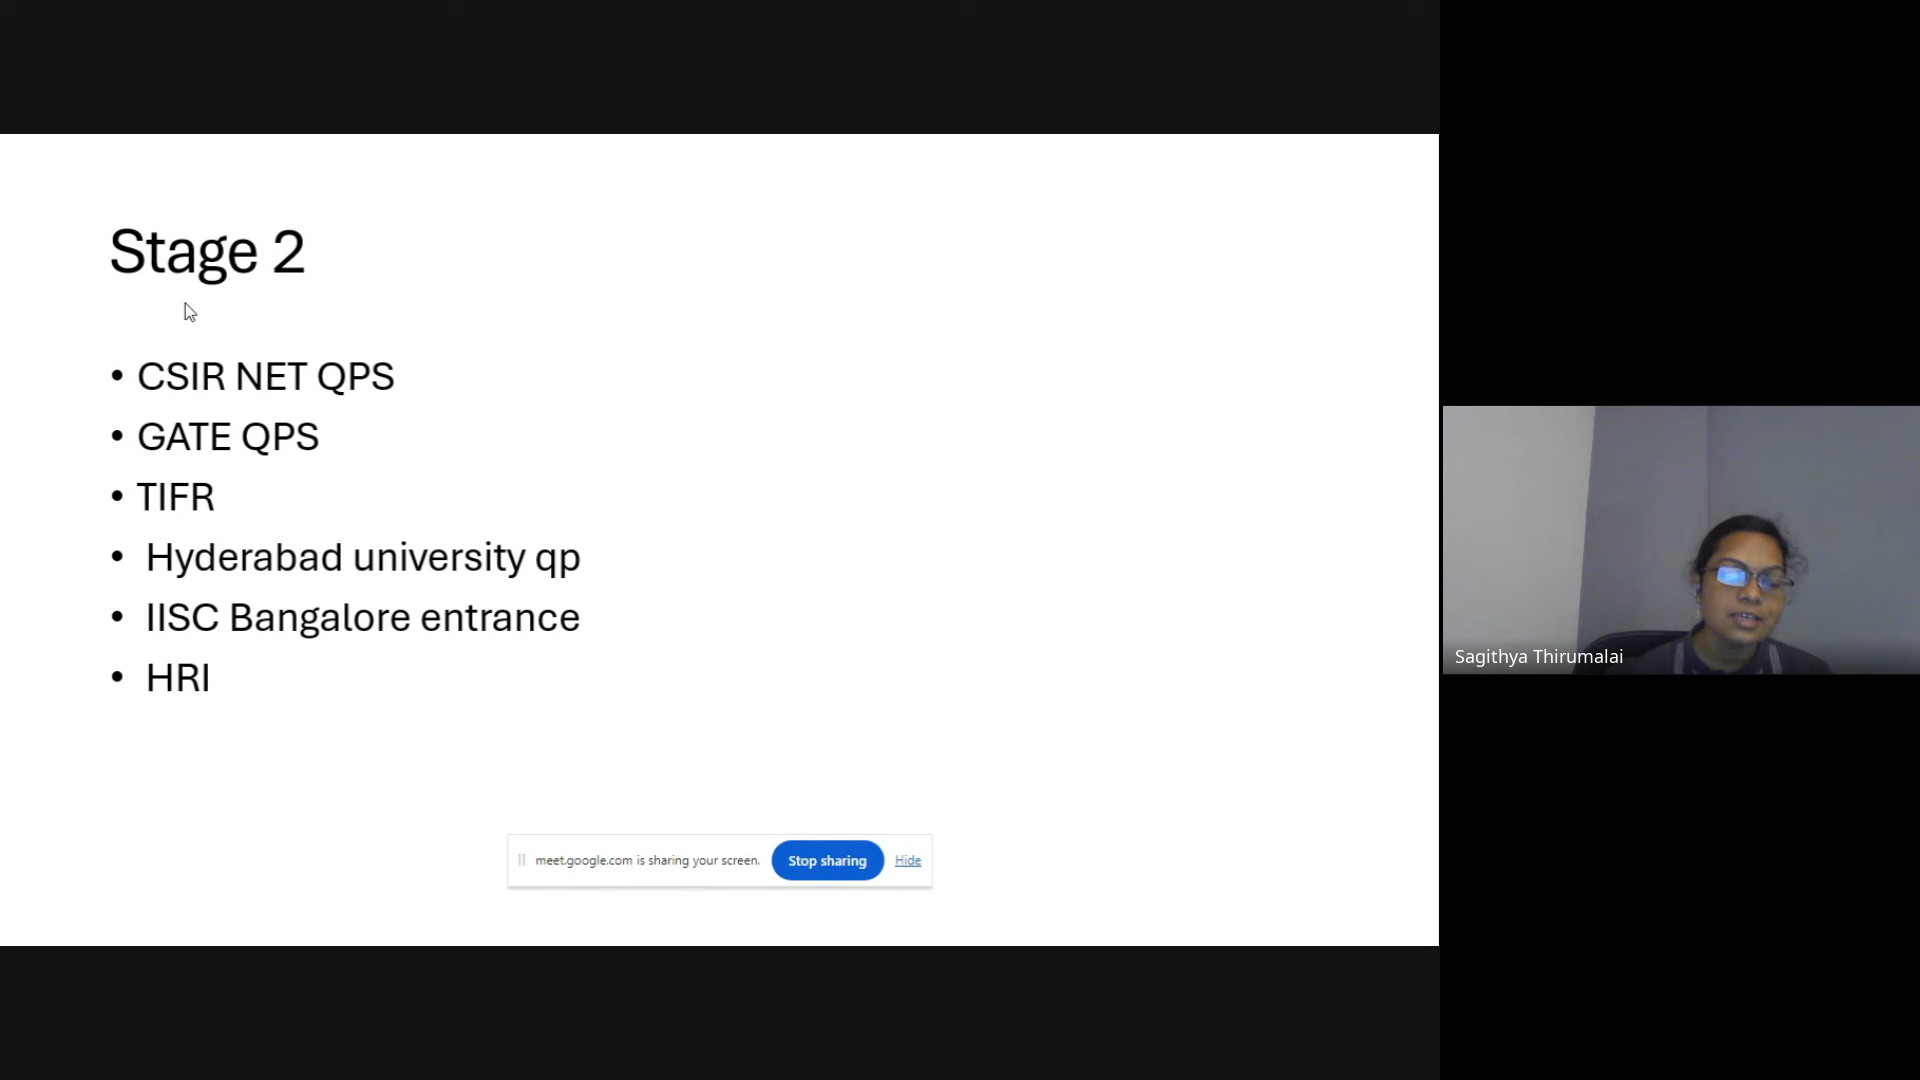 Stage 2
• CSIR NET QPS
• GATE QPS
• TIFR
• Hyderabad university qp
• IISC Bangalore entrance
• HRI
meet.google.com is sharing your screen. Stop sharing Hide
Sagithya Thirumalai